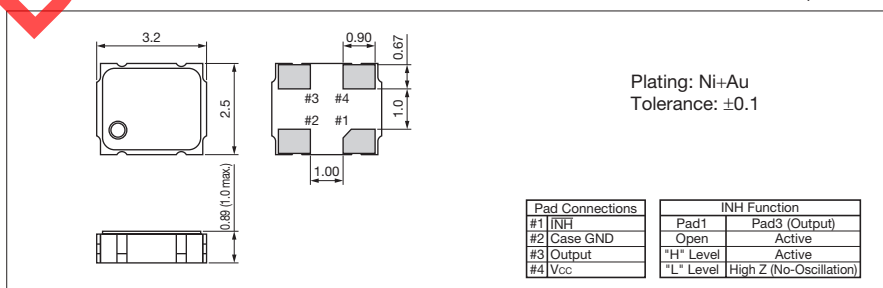 3.2
2.5
0.89 (1.0 max.)
0.90
0.67
#3 #4
#2 #1
1.0
1.00
Plating: Ni+Au
Tolerance: ±0.1
Pad Connections
#1 I̅N̅H̅
#2 Case GND
#3 Output
#4 Vcc
INH Function
Pad1 Pad3 (Output)
Open Active
"H" Level Active
"L" Level High Z (No-Oscillation)